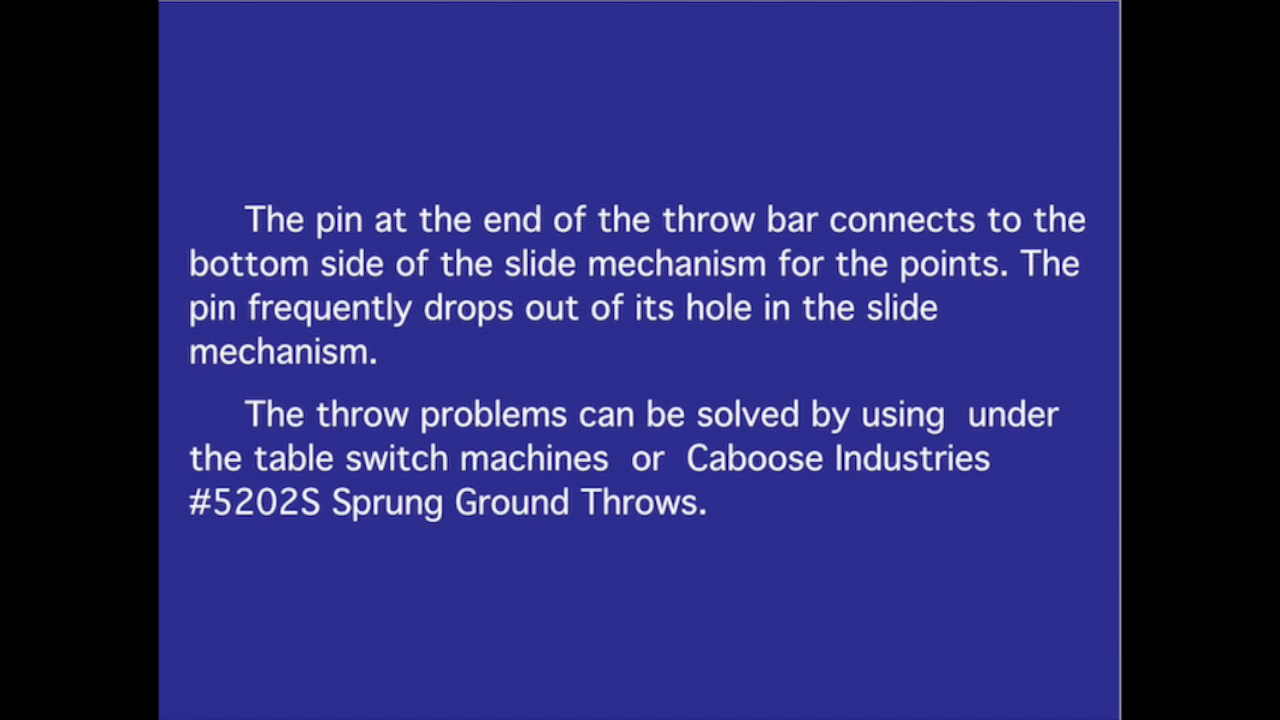 The pin at the end of the throw bar connects to the
bottom side of the slide mechanism for the points. The
pin frequently drops out of its hole in the slide
mechanism.
The throw problems can be solved by using  under
the table switch machines  or  Caboose Industries
#5202S Sprung Ground Throws.